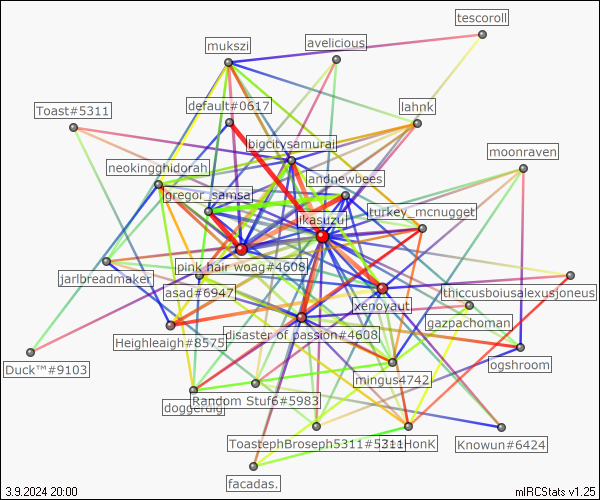 tescoroll
mukszi
avelicious
Toast#5311
default#0617
lahnk
bigcitysamurai
moonraven
neokingghidorah
landnewbees
gregor_samsa
jikasuzu
turkey_mcnugget
pink hair woag#4608
jarlbreadmaker
asad#6947
thiccusboiusalexusjoneus
xenoyaut
gazpachoman
Heighleaigh#8575
disaster of passion#4608
Duck™#9103
ogshroom
mingus4742
doggerdig
Random Stuf6#5983
ToastephBroseph5311#5311
HonK
Knowun#6424
facadas.
3.9.2024 20:00
mIRCStats v1.25